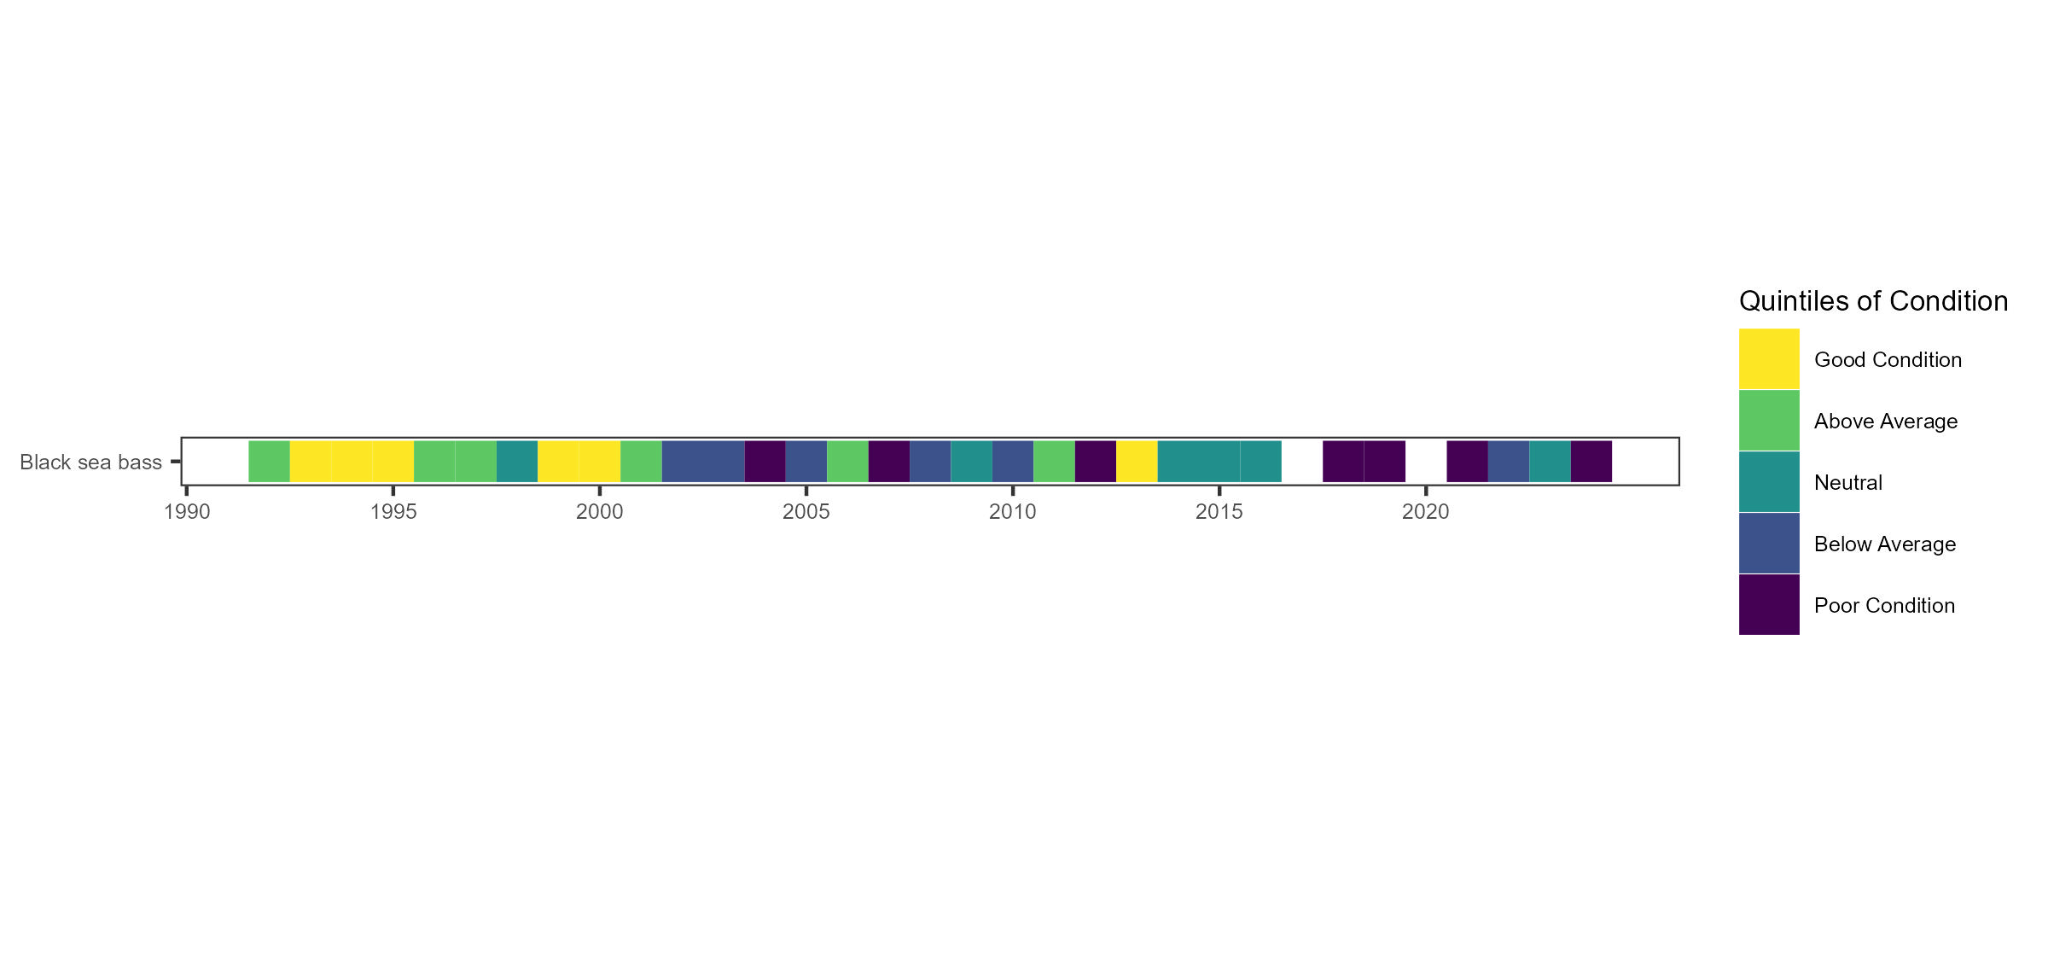 Quintiles of Condition
Good Condition
Above Average
Neutral
Below Average
Poor Condition
Black sea bass
1990 1995 2000 2005 2010 2015 2020